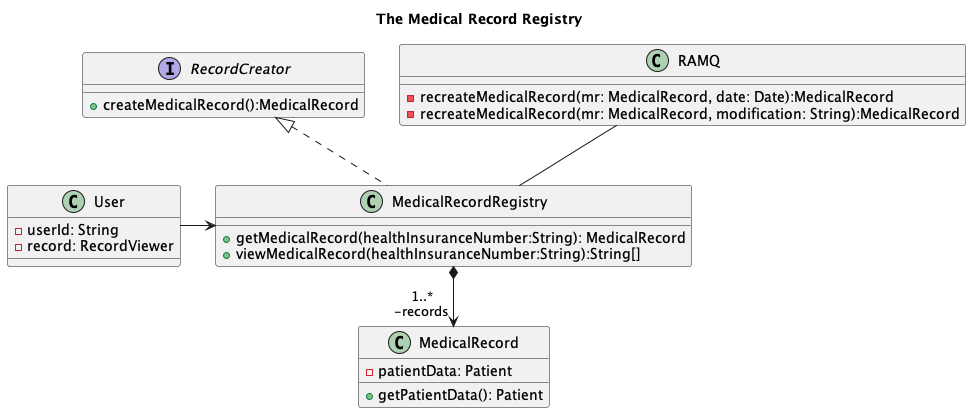 The Medical Record Registry
I RecordCreator
createMedicalRecord():MedicalRecord
C RAMQ
recreateMedicalRecord(mr: MedicalRecord, date: Date):MedicalRecord
recreateMedicalRecord(mr: MedicalRecord, modification: String):MedicalRecord
C User
userId: String
record: RecordViewer
C MedicalRecordRegistry
getMedicalRecord(healthInsuranceNumber:String): MedicalRecord
viewMedicalRecord(healthInsuranceNumber:String):String[]
1..*
-records
C MedicalRecord
patientData: Patient
getPatientData(): Patient